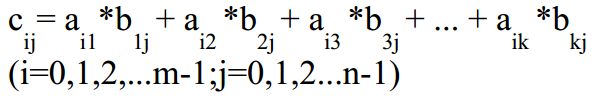 c_ij = a_i1 *b_1j + a_i2 *b_2j + a_i3 *b_3j + ... + a_ik *b_kj
(i=0,1,2,...m-1;j=0,1,2...n-1)